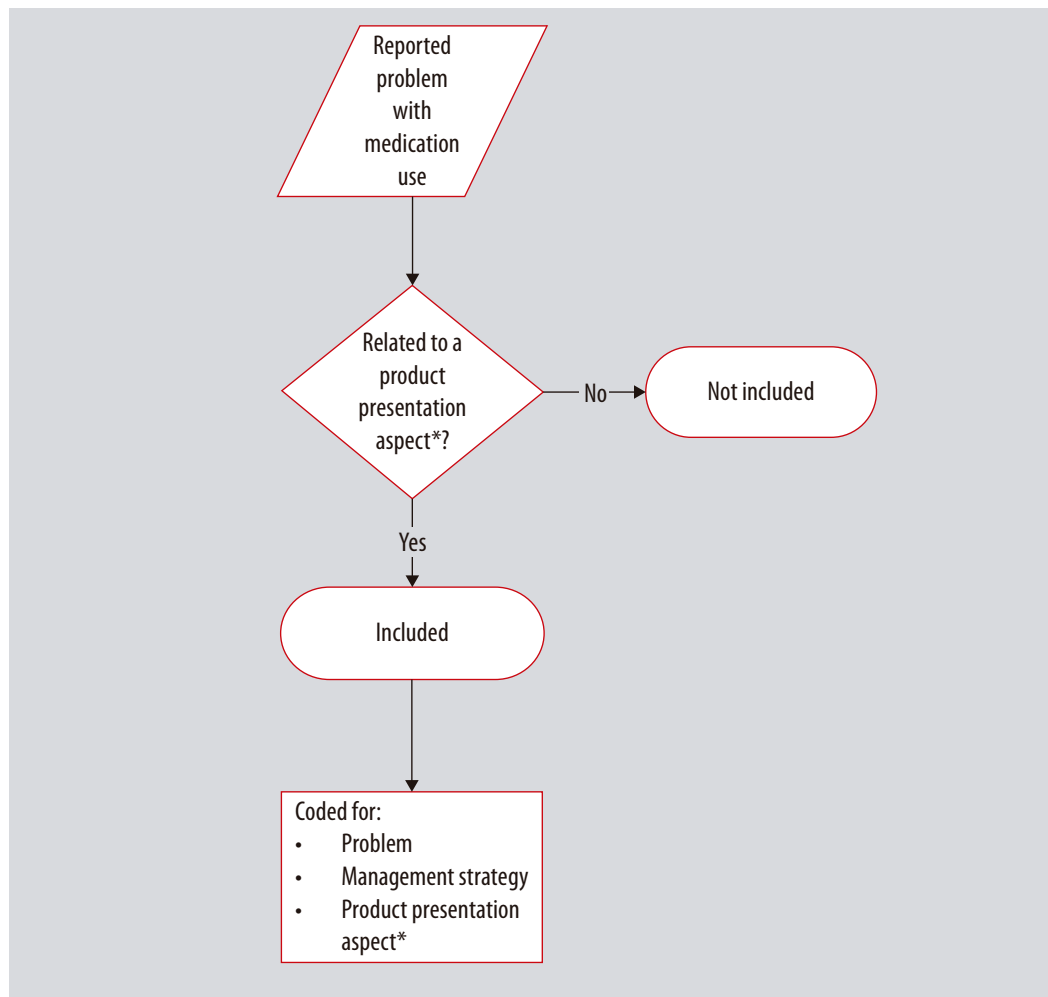 Reported
problem
with
medication
use
Related to a
product
presentation
aspect*?
No
Not included
Yes
Included
Coded for:
• Problem
• Management strategy
• Product presentation
aspect*